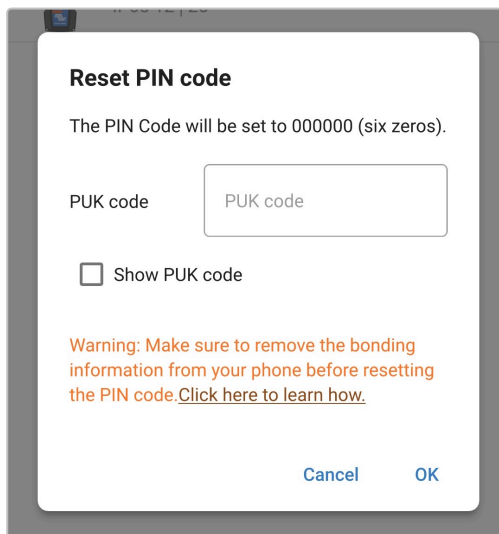 Reset PIN code
The PIN Code will be set to 000000 (six zeros).
PUK code
PUK code
Show PUK code
Warning: Make sure to remove the bonding
information from your phone before resetting
the PIN code.Click here to learn how.
Cancel OK